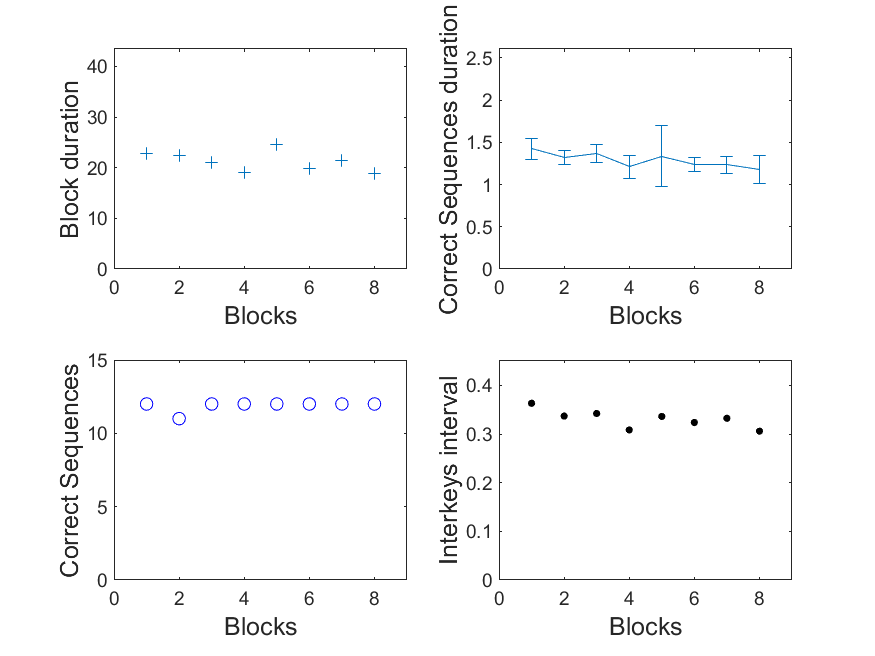 Block duration
40
30
20
10
0
0 2 4 6 8
Blocks
Correct Sequences duration
2.5
2
1.5
1
0.5
0
0 2 4 6 8
Blocks
Correct Sequences
15
10
5
0
0 2 4 6 8
Blocks
Interkeys interval
0.4
0.3
0.2
0.1
0
0 2 4 6 8
Blocks